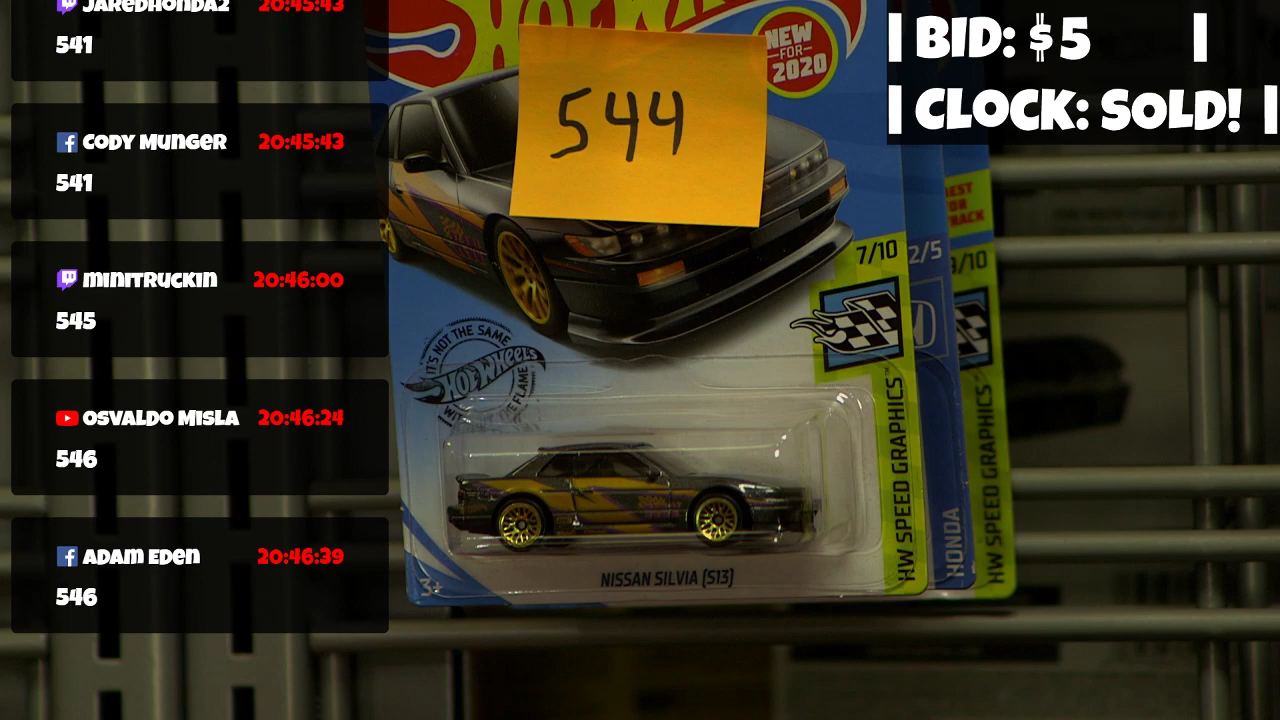 JaredHonda2 20:45:43
541
Cody Munger 20:45:43
541
minitruckin 20:46:00
545
Osvaldo Misla 20:46:24
546
Adam Eden 20:46:39
546
| BID: $5 |
| CLOCK: SOLD! |
HOT WHEELS
NEW
FOR
2020
544
7/10
2/5
3/10
IT'S NOT THE SAME
HOT WHEELS
THE FLAME
HW SPEED GRAPHICS™
HONDA
HW SPEED GRAPHICS
NISSAN SILVIA (S13)
3+